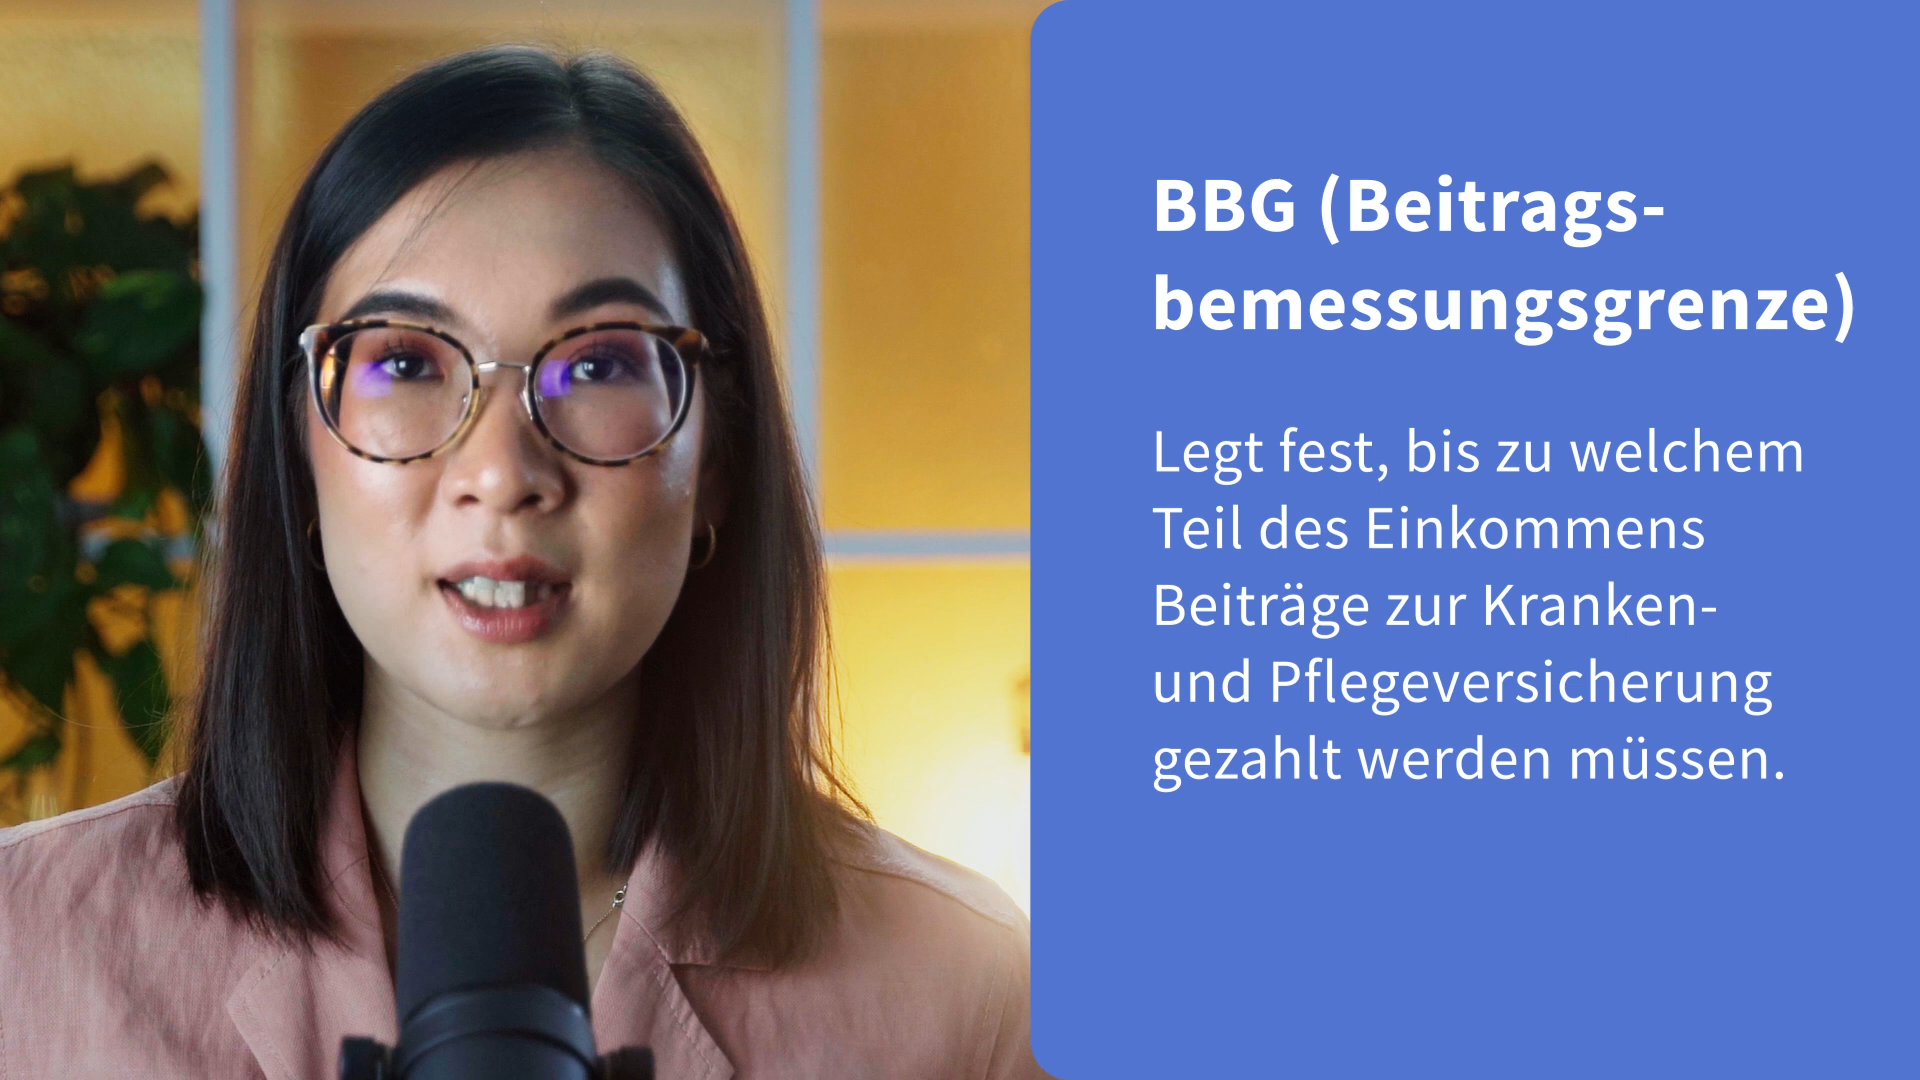 BBG (Beitrags-
bemessungsgrenze)
Legt fest, bis zu welchem
Teil des Einkommens
Beiträge zur Kranken-
und Pflegeversicherung
gezahlt werden müssen.